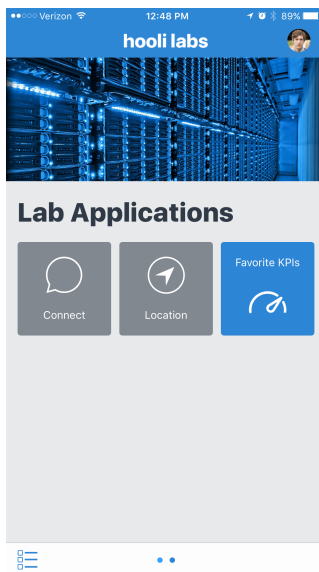 Verizon 12:48 PM 89%
hooli labs
Lab Applications
Connect Location Favorite KPIs